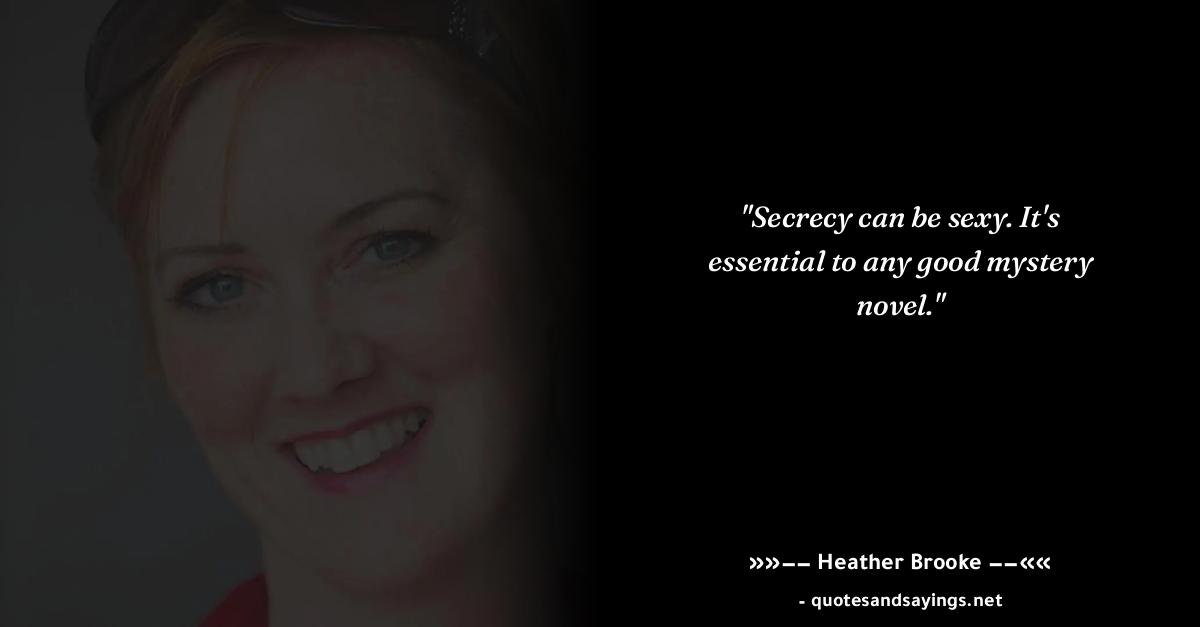 "Secrecy can be sexy. It's
essential to any good mystery
novel."
»»−− Heather Brooke −−««
- quotesandsayings.net